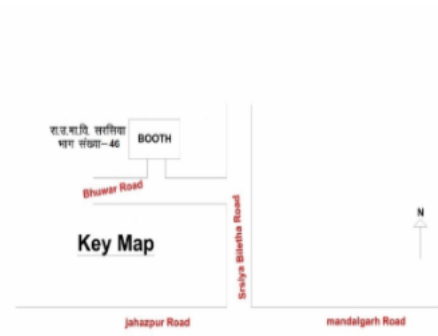 रा.उ.मा.वि. सरसिया
भाग संख्या–46
BOOTH
Bhuwar Road
Srsiya Biletha Road
N
Key Map
jahazpur Road
mandalgarh Road